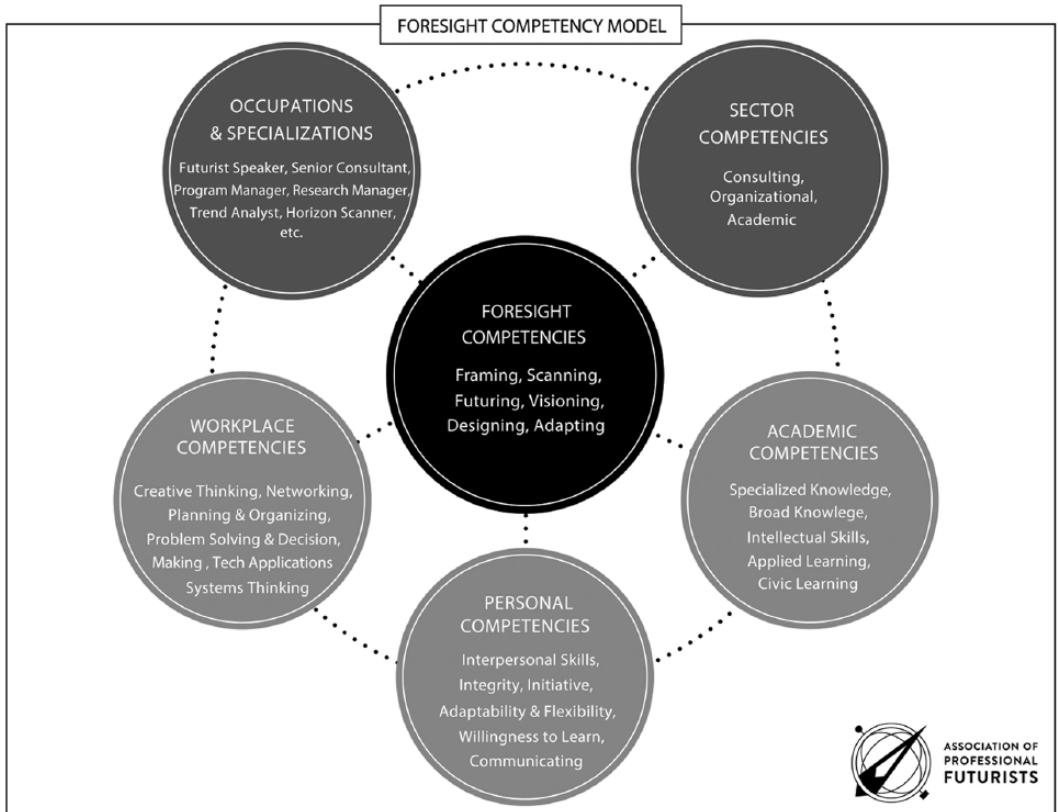 FORESIGHT COMPETENCY MODEL
OCCUPATIONS
& SPECIALIZATIONS
Futurist Speaker, Senior Consultant,
Program Manager, Research Manager,
Trend Analyst, Horizon Scanner,
etc.
SECTOR
COMPETENCIES
Consulting,
Organizational,
Academic
FORESIGHT
COMPETENCIES
Framing, Scanning,
Futuring, Visioning,
Designing, Adapting
WORKPLACE
COMPETENCIES
Creative Thinking, Networking,
Planning & Organizing,
Problem Solving & Decision,
Making , Tech Applications
Systems Thinking
ACADEMIC
COMPETENCIES
Specialized Knowledge,
Broad Knowlege,
Intellectual Skills,
Applied Learning,
Civic Learning
PERSONAL
COMPETENCIES
Interpersonal Skills,
Integrity, Initiative,
Adaptability & Flexibility,
Willingness to Learn,
Communicating
ASSOCIATION OF
PROFESSIONAL
FUTURISTS